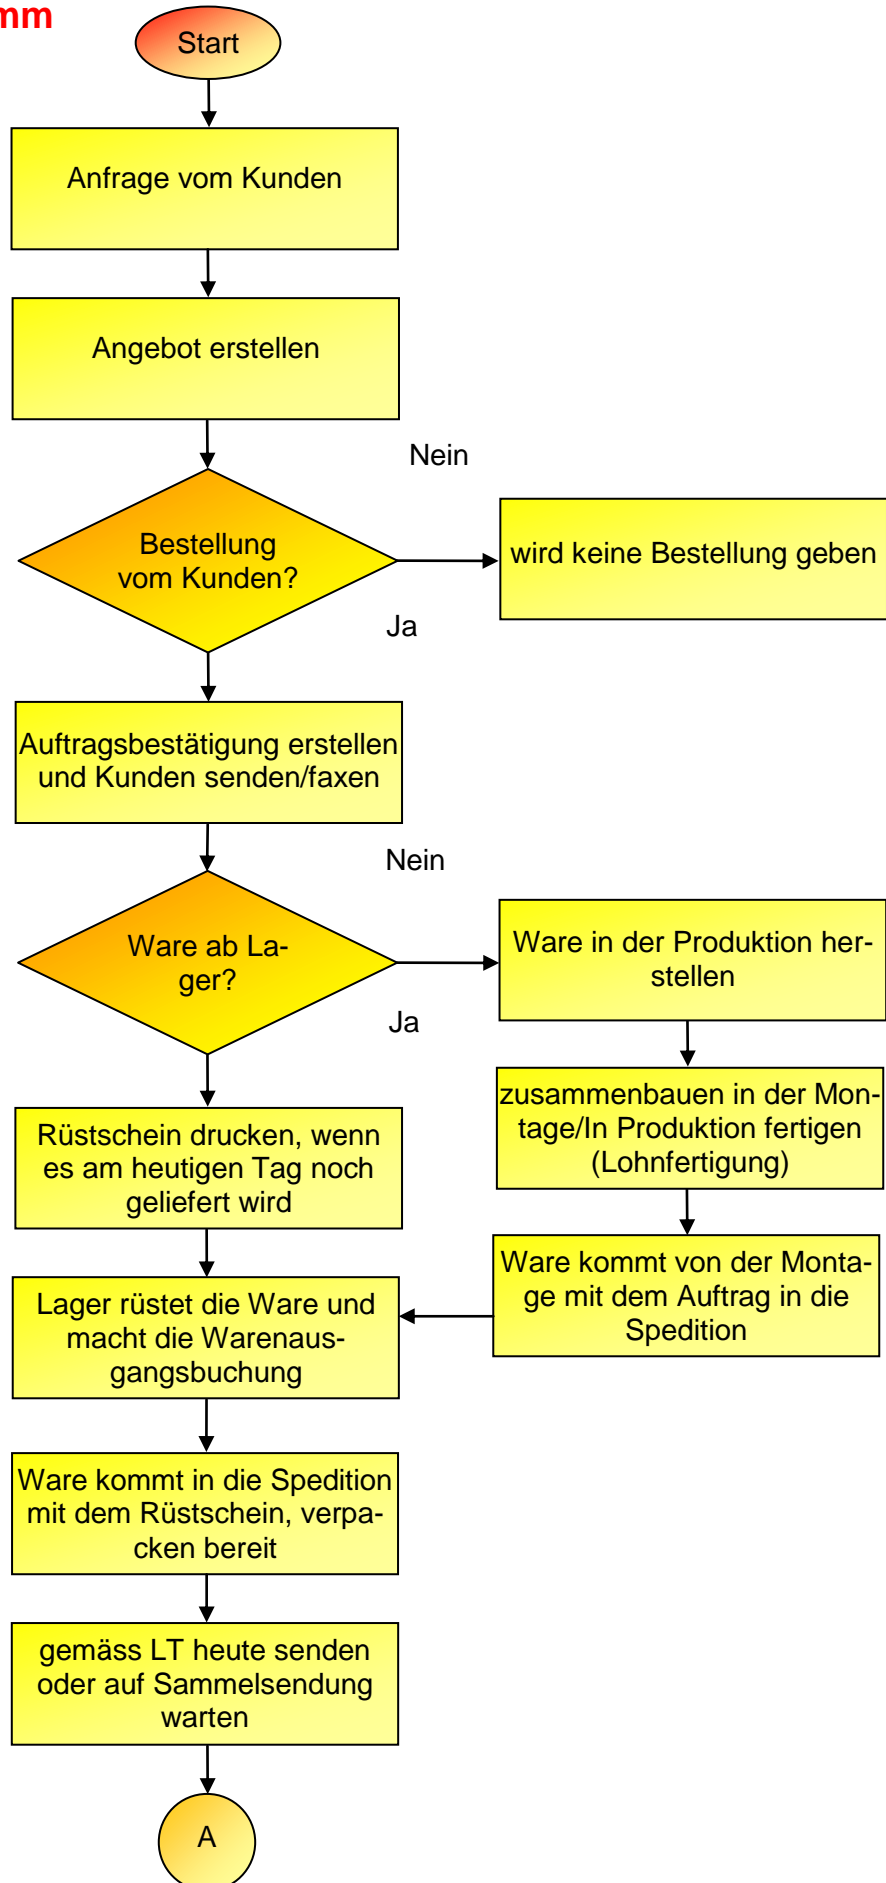 mm
Start
Anfrage vom Kunden
Angebot erstellen
Nein
Bestellung
vom Kunden?
wird keine Bestellung geben
Ja
Auftragsbestätigung erstellen
und Kunden senden/faxen
Nein
Ware ab La-
ger?
Ware in der Produktion her-
stellen
Ja
zusammenbauen in der Mon-
tage/In Produktion fertigen
(Lohnfertigung)
Rüstschein drucken, wenn
es am heutigen Tag noch
geliefert wird
Ware kommt von der Monta-
ge mit dem Auftrag in die
Spedition
Lager rüstet die Ware und
macht die Warenaus-
gangsbuchung
Ware kommt in die Spedition
mit dem Rüstschein, verpa-
cken bereit
gemäss LT heute senden
oder auf Sammelsendung
warten
A